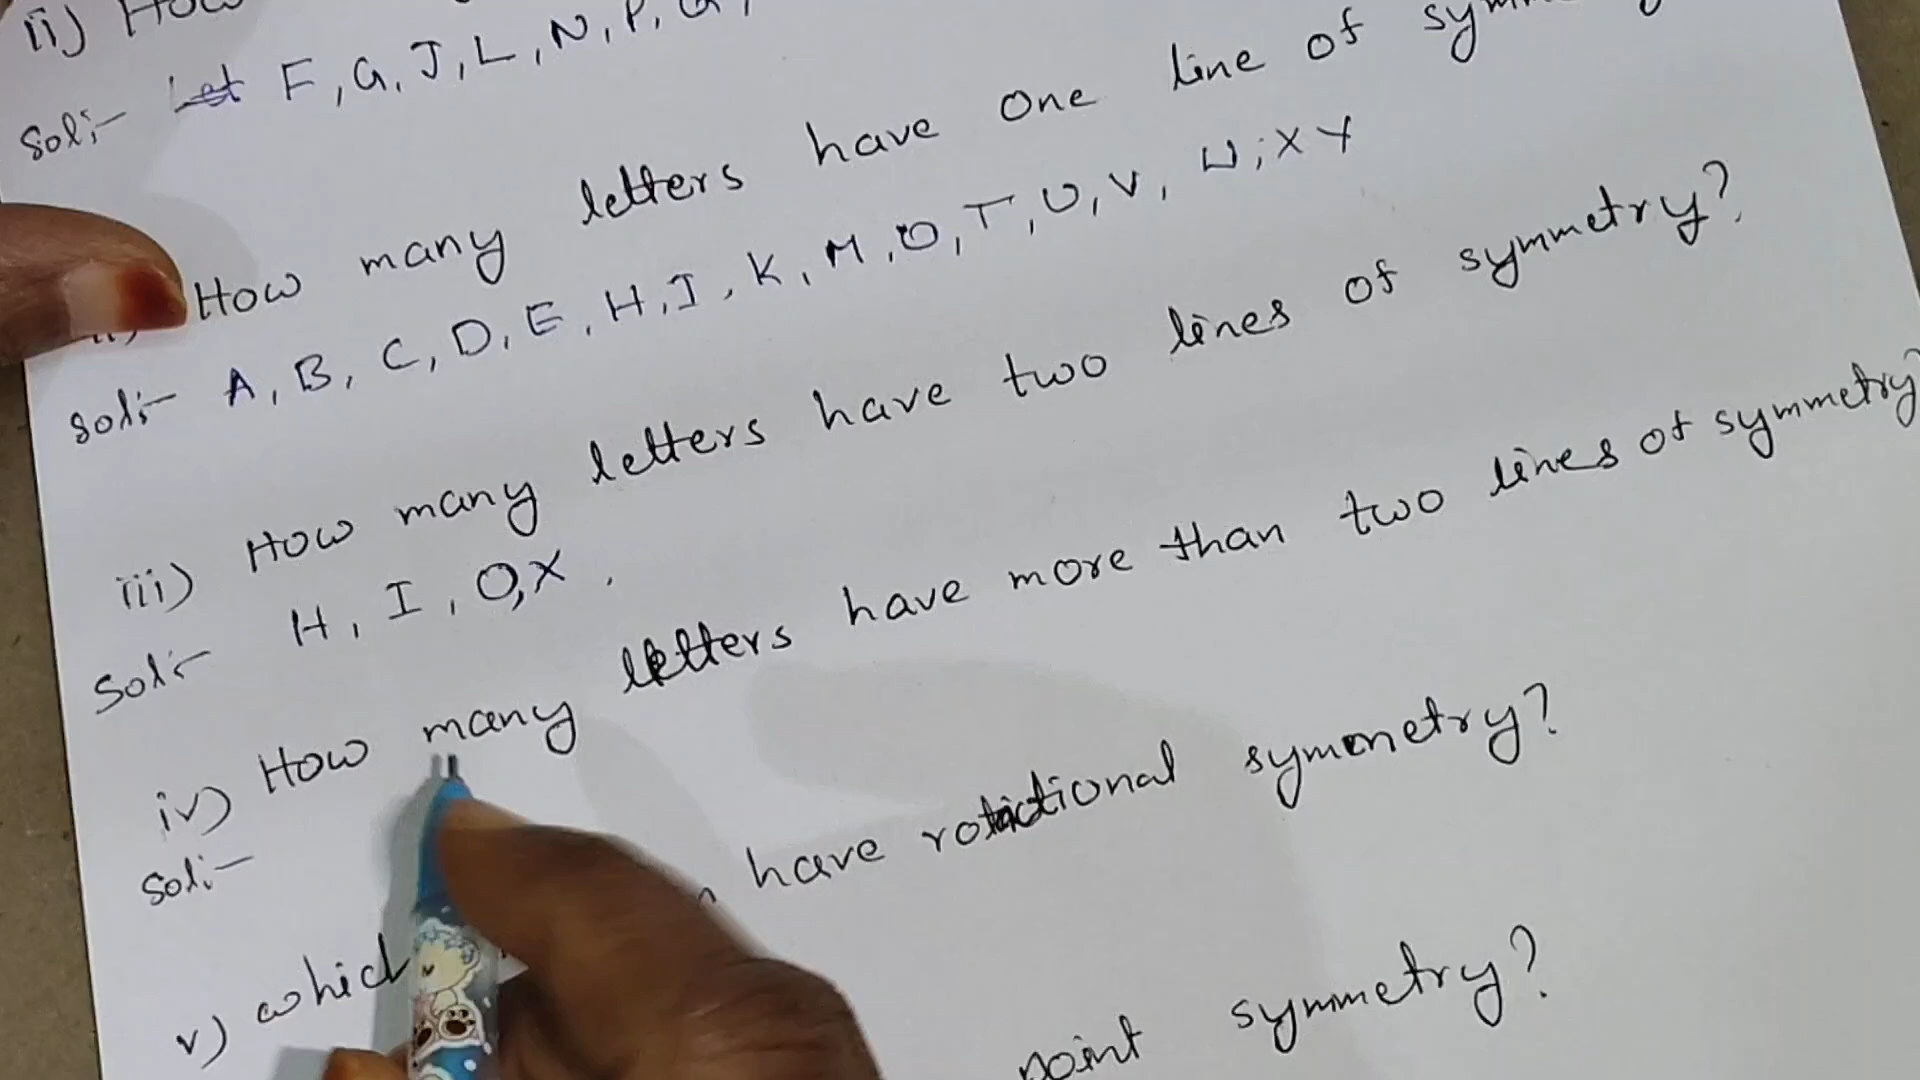 ii) How
Sol:- Let F, G, J, L, N, P, Q,
How many letters have one line of
Sol:- A, B, C, D, E, H, I, K, M, O, T, U, V, W, X Y
iii) How many letters have two lines of symmetry?
Sol:- H, I, O, X.
iv) How many letters have more than two lines of symmetry?
Sol:-
v) which have rotational symmetry?
point symmetry?